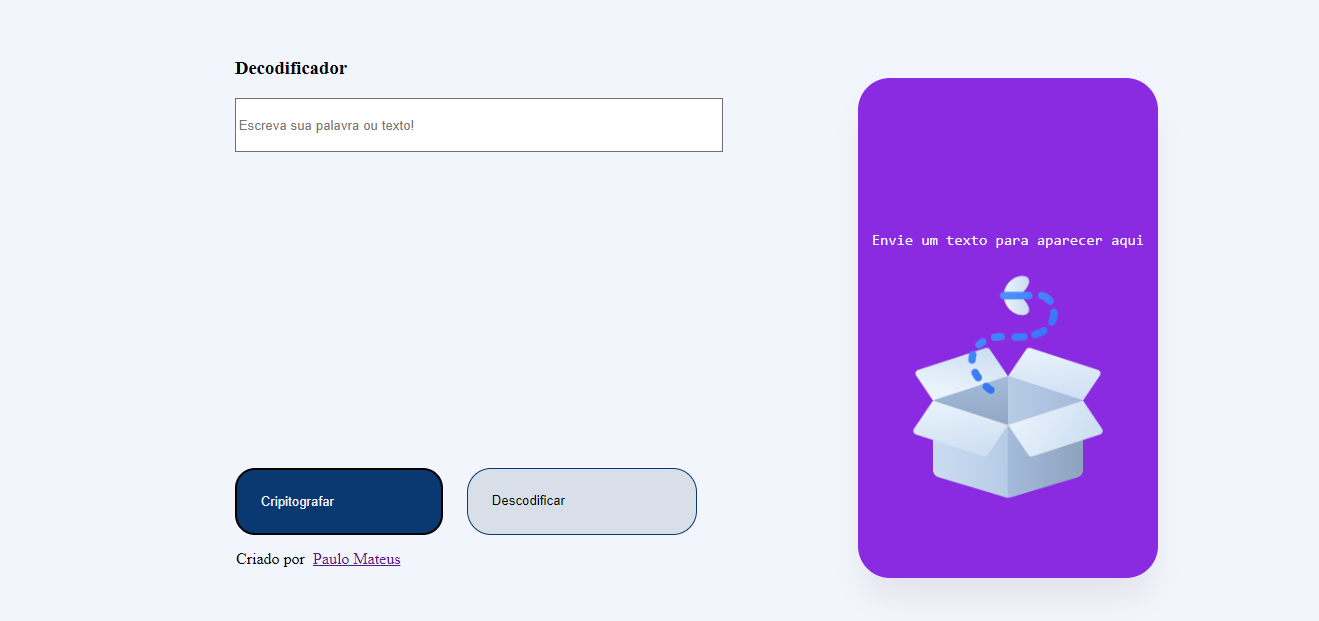 Decodificador
Escreva sua palavra ou texto!
Envie um texto para aparecer aqui
Cripitografar
Descodificar
Criado por Paulo Mateus